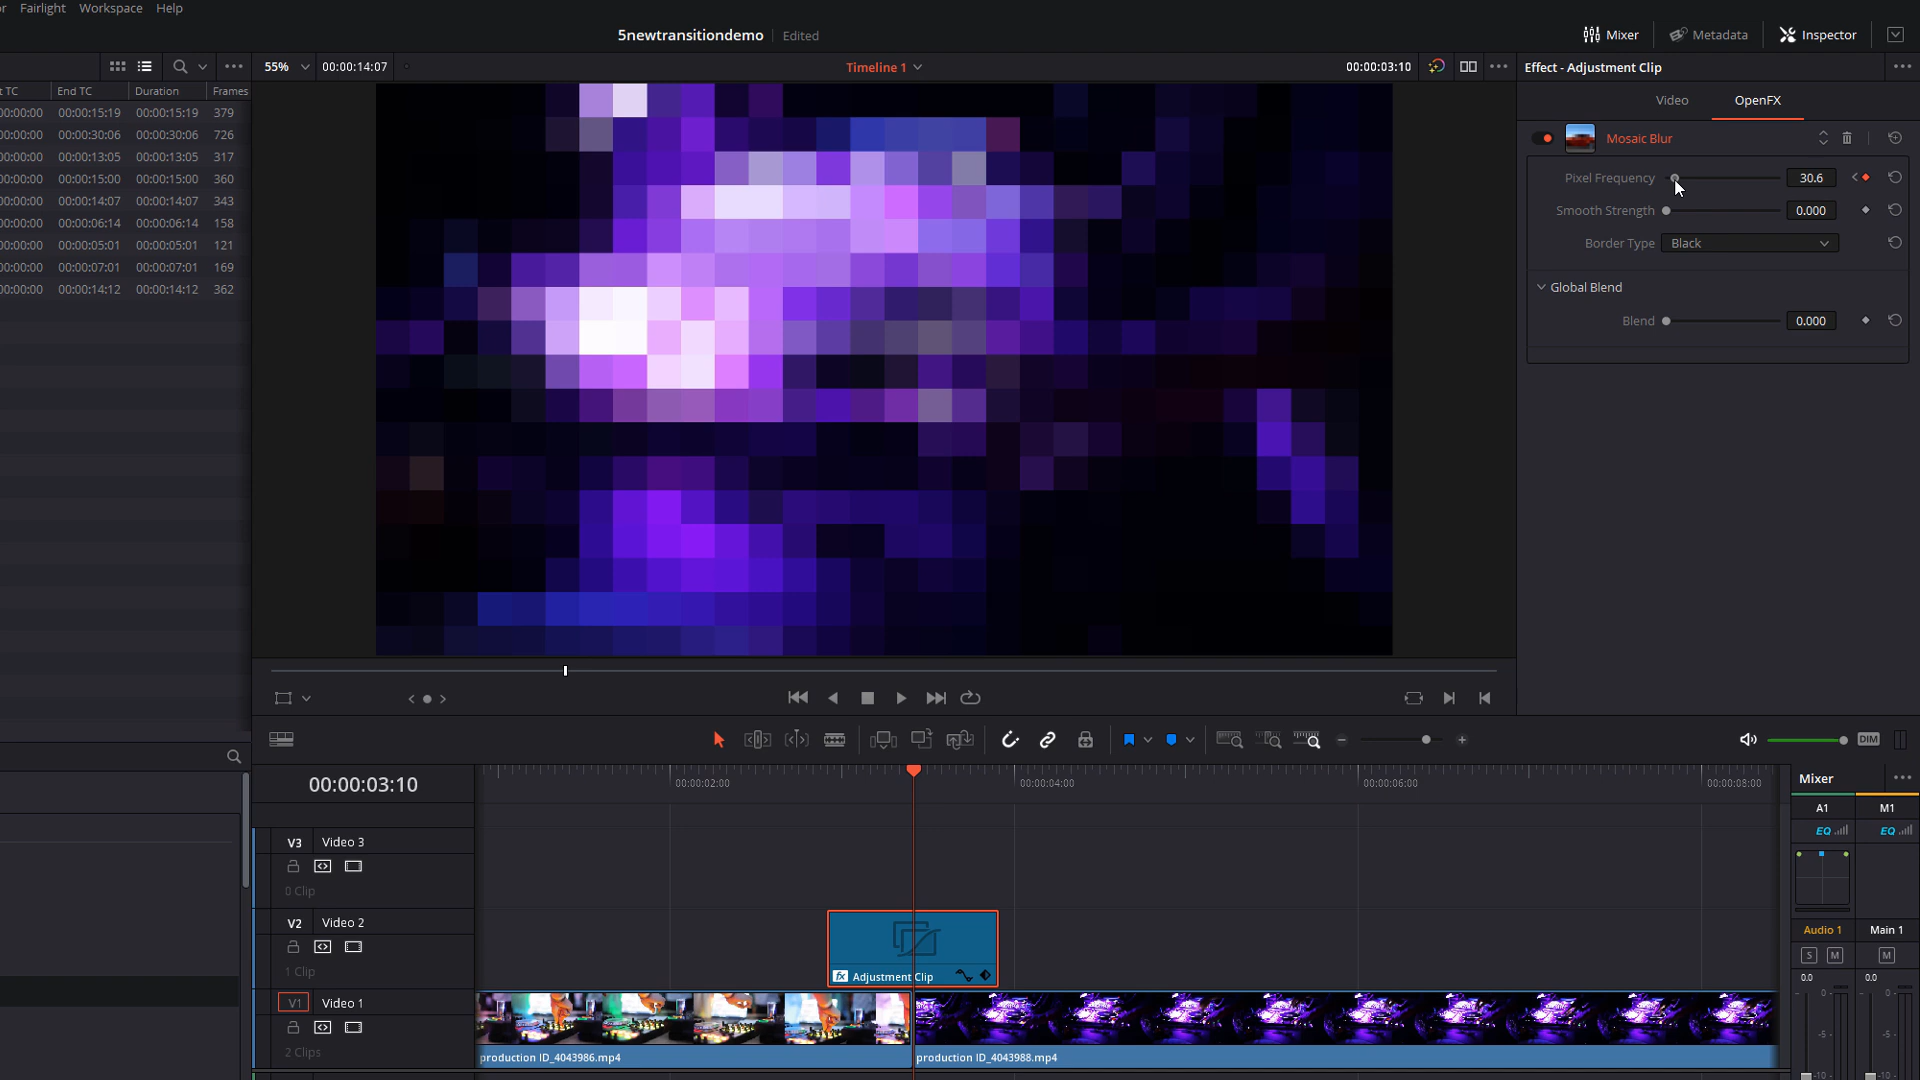 Fairlight Workspace Help
5newtransitiondemo Edited
Mixer Metadata Inspector
55% 00:00:14:07 Timeline 1 00:00:03:10
Effect - Adjustment Clip
TC End TC Duration Frames
00:00:15:19 00:00:15:19 379
00:00:30:06 00:00:30:06 726
00:00:13:05 00:00:13:05 317
00:00:15:00 00:00:15:00 360
00:00:14:07 00:00:14:07 343
00:00:06:14 00:00:06:14 158
00:00:05:01 00:00:05:01 121
00:00:07:01 00:00:07:01 169
00:00:14:12 00:00:14:12 362
Video OpenFX
Mosaic Blur
Pixel Frequency 30.6
Smooth Strength 0.000
Border Type Black
Global Blend
Blend 0.000
DIM
00:00:03:10
00:00:02:00 00:00:04:00 00:00:06:00 00:00:08:00
V3 Video 3
0 Clip
V2 Video 2
1 Clip
fx Adjustment Clip
V1 Video 1
2 Clips
production ID_4043986.mp4 production ID_4043988.mp4
Mixer
A1 M1
EQ EQ
Audio 1 Main 1
S M M
0.0 0.0
0 0
-5 -5
-10 -10